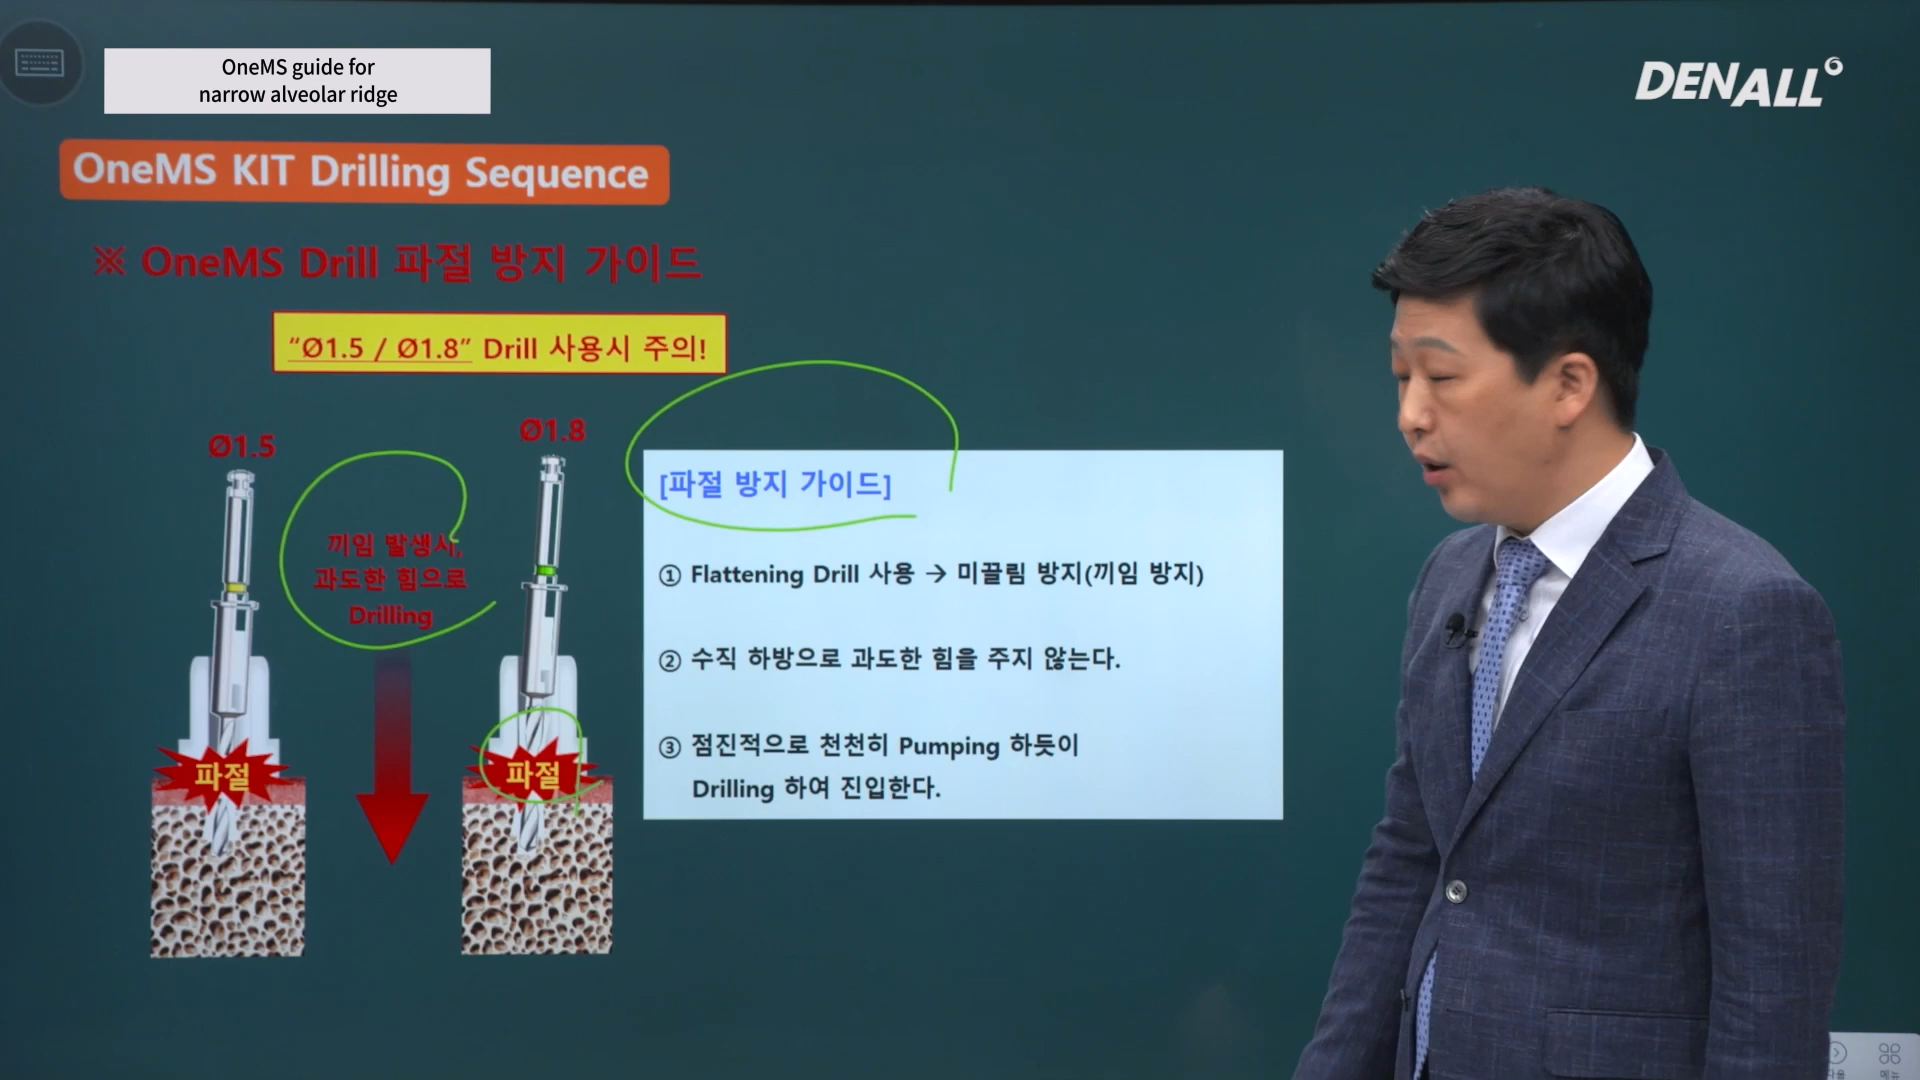 OneMS guide for
narrow alveolar ridge
DENALL
OneMS KIT Drilling Sequence
※ OneMS Drill 파절 방지 가이드
“Ø1.5 / Ø1.8” Drill 사용시 주의!
Ø1.5
Ø1.8
끼임 발생시,
과도한 힘으로
Drilling
파절
파절
[파절 방지 가이드]
① Flattening Drill 사용 → 미끌림 방지(끼임 방지)
② 수직 하방으로 과도한 힘을 주지 않는다.
③ 점진적으로 천천히 Pumping 하듯이
Drilling 하여 진입한다.
다음
메뉴